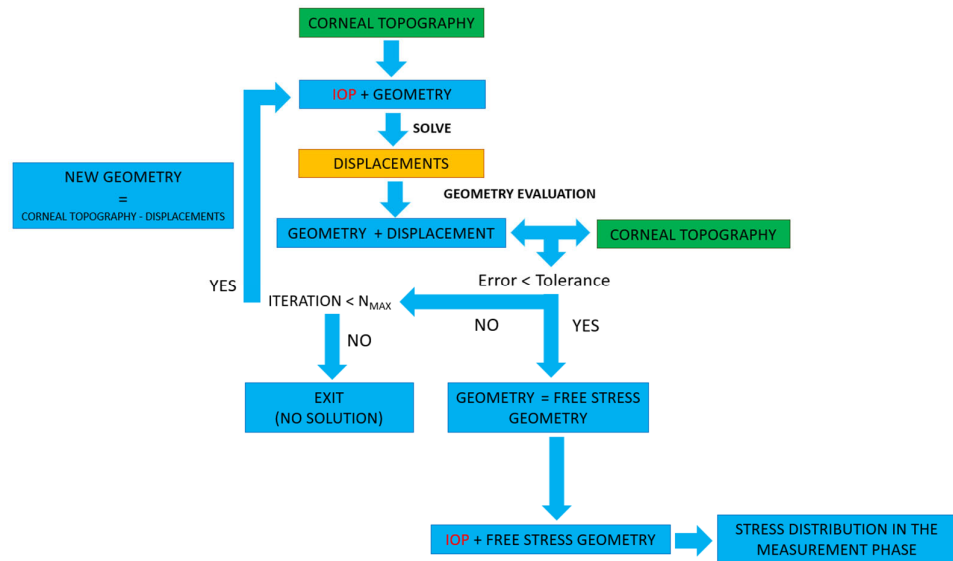 CORNEAL TOPOGRAPHY
IOP + GEOMETRY
SOLVE
DISPLACEMENTS
NEW GEOMETRY
=
CORNEAL TOPOGRAPHY - DISPLACEMENTS
GEOMETRY EVALUATION
GEOMETRY + DISPLACEMENT
CORNEAL TOPOGRAPHY
Error < Tolerance
YES
ITERATION < NMAX
NO
YES
NO
EXIT
(NO SOLUTION)
GEOMETRY = FREE STRESS
GEOMETRY
IOP + FREE STRESS GEOMETRY
STRESS DISTRIBUTION IN THE
MEASUREMENT PHASE